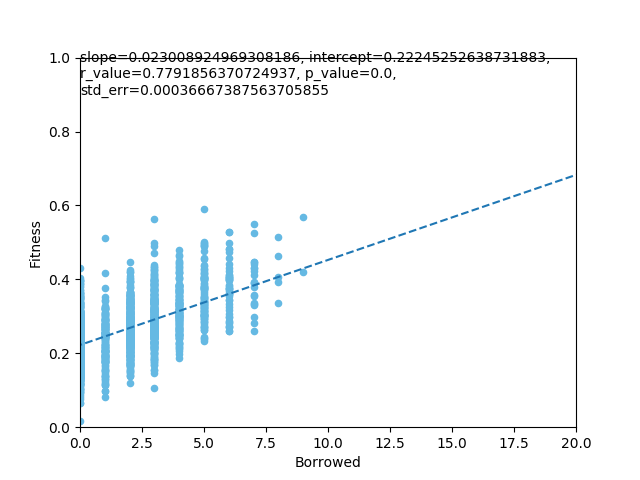 slope=0.023008924969308186, intercept=0.22245252638731883,
r_value=0.7791856370724937, p_value=0.0,
std_err=0.00036667387563705855
1.0
0.8
0.6
0.4
0.2
0.0
Fitness
0.0 2.5 5.0 7.5 10.0 12.5 15.0 17.5 20.0
Borrowed